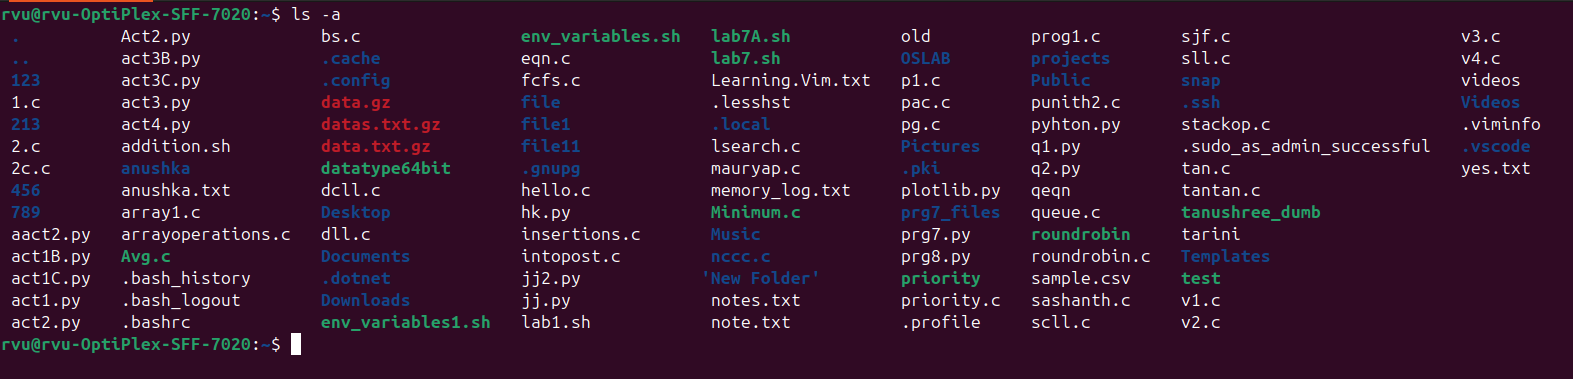 rvu@rvu-OptiPlex-SFF-7020:~$ ls -a
. Act2.py bs.c env_variables.sh lab7A.sh old prog1.c sjf.c v3.c
.. act3B.py .cache eqn.c lab7.sh OSLAB projects sll.c v4.c
123 act3C.py .config fcfs.c Learning.Vim.txt p1.c Public snap videos
1.c act3.py data.gz file .lesshst pac.c punith2.c .ssh Videos
213 act4.py datas.txt.gz file1 .local pg.c pyhton.py stackop.c .viminfo
2.c addition.sh data.txt.gz file11 lsearch.c Pictures q1.py .sudo_as_admin_successful .vscode
2c.c anushka datatype64bit .gnupg mauryap.c .pki q2.py tan.c yes.txt
456 anushka.txt dcll.c hello.c memory_log.txt plotlib.py qeqn tantan.c
789 array1.c Desktop hk.py Minimum.c prg7_files queue.c tanushree_dumb
aact2.py arrayoperations.c dll.c insertions.c Music prg7.py roundrobin tarini
act1B.py Avg.c Documents intopost.c nccc.c prg8.py roundrobin.c Templates
act1C.py .bash_history .dotnet jj2.py 'New Folder' priority sample.csv test
act1.py .bash_logout Downloads jj.py notes.txt priority.c sashanth.c v1.c
act2.py .bashrc env_variables1.sh lab1.sh note.txt .profile scll.c v2.c
rvu@rvu-OptiPlex-SFF-7020:~$